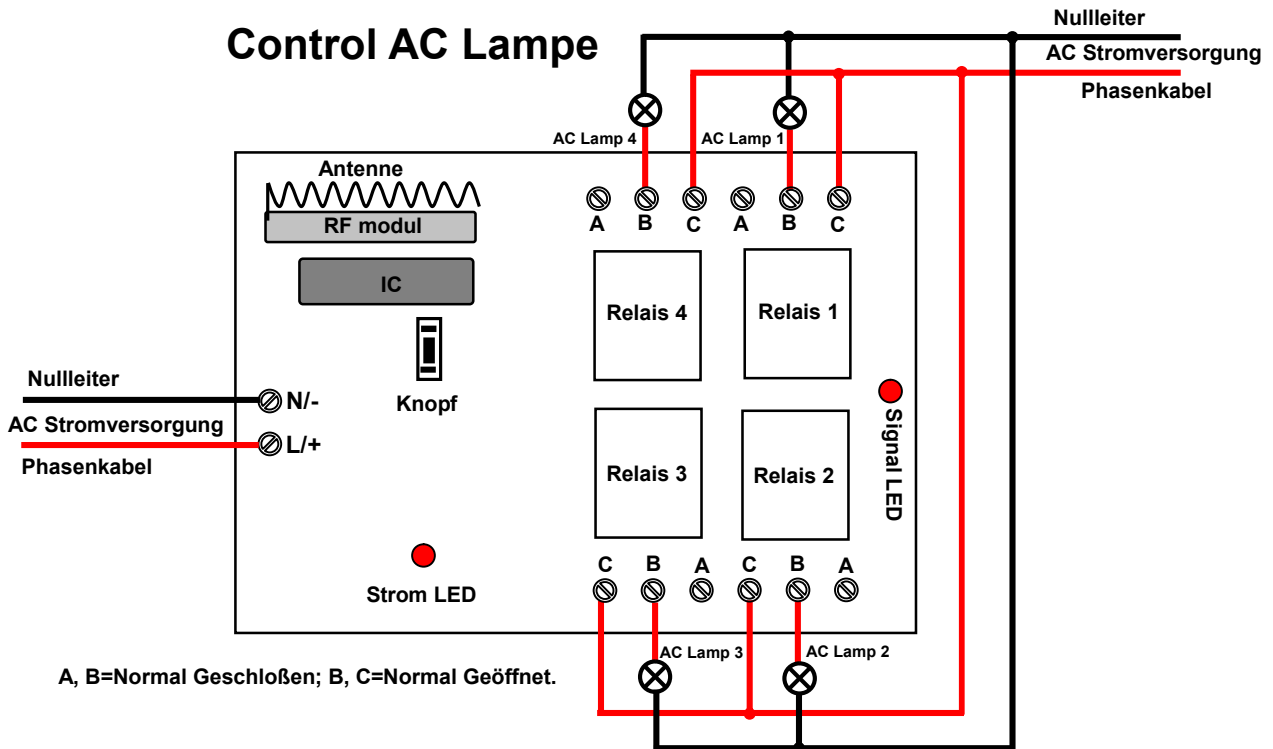 Control AC Lampe
Nullleiter
AC Stromversorgung
Phasenkabel
AC Lamp 4
AC Lamp 1
Antenne
RF modul
IC
A
B
C
A
B
C
Relais 4
Relais 1
Knopf
Nullleiter
AC Stromversorgung
Phasenkabel
N/-
L/+
Signal LED
Relais 3
Relais 2
Strom LED
C
B
A
C
B
A
AC Lamp 3
AC Lamp 2
A, B=Normal Geschloßen; B, C=Normal Geöffnet.